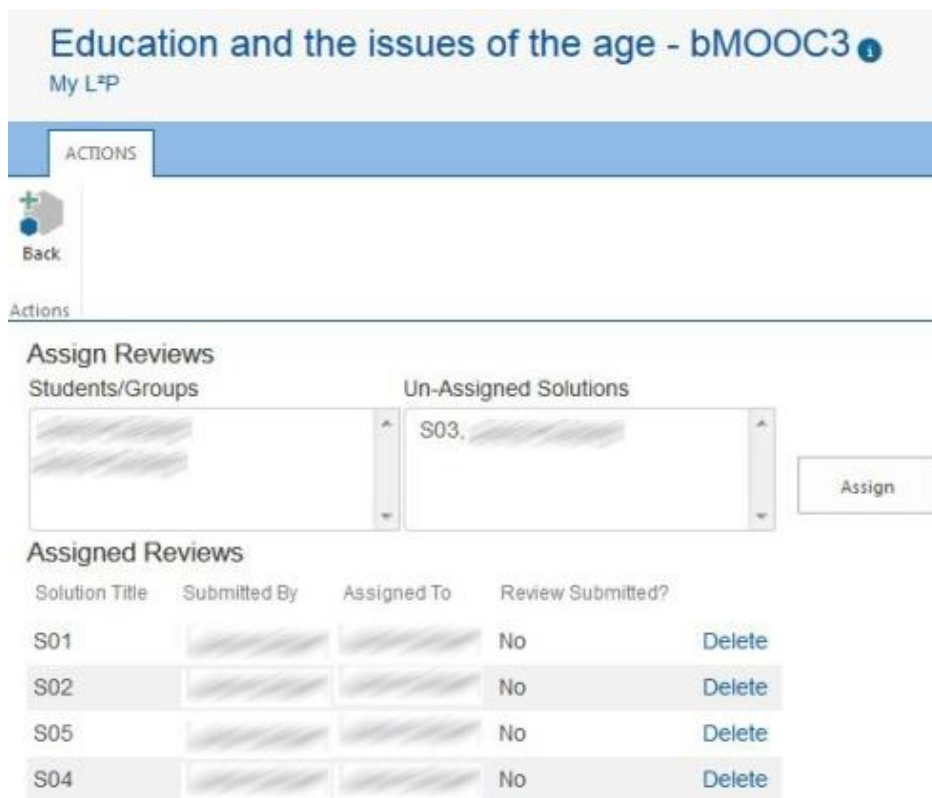 Education and the issues of the age - bMOOC3
My L²P
ACTIONS
Back
Actions
Assign Reviews
Students/Groups Un-Assigned Solutions
S03,
Assign
Assigned Reviews
Solution Title Submitted By Assigned To Review Submitted?
S01 No Delete
S02 No Delete
S05 No Delete
S04 No Delete